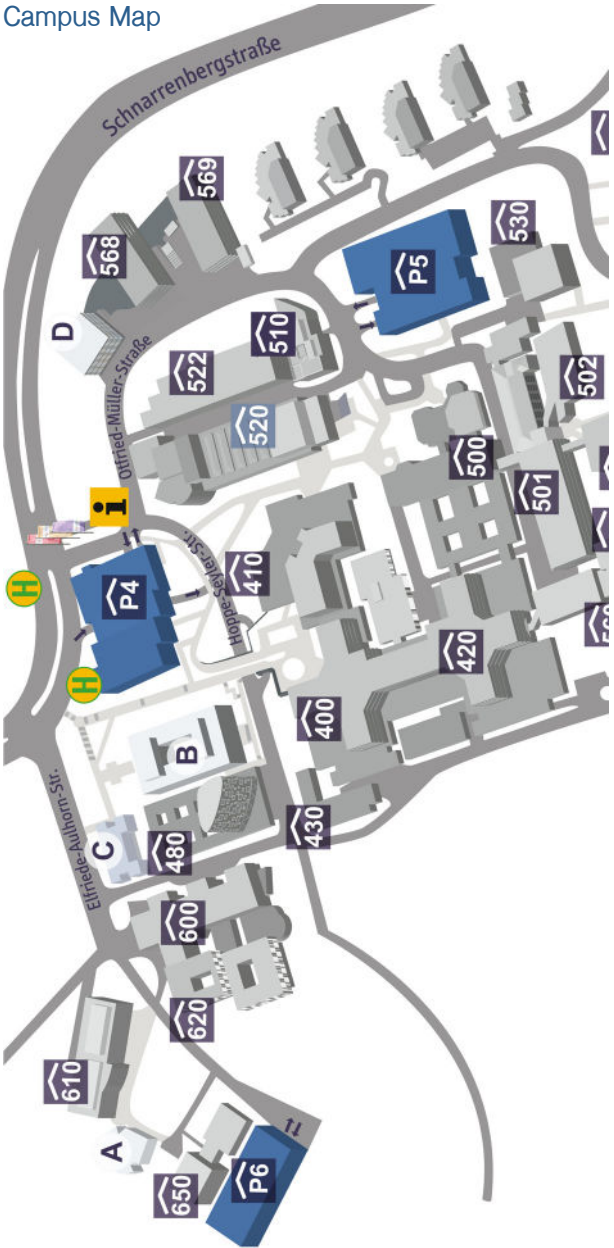 Campus Map
Schnarrenbergstraße
569
568
D
530
P5
510
522
Otfried-Müller-Straße
520
502
500
501
i
H
P4
410
Hoppe-Seyler-Str.
H
420
400
B
430
C
480
Elfriede-Aulhorn-Str.
600
620
610
A
650
P6